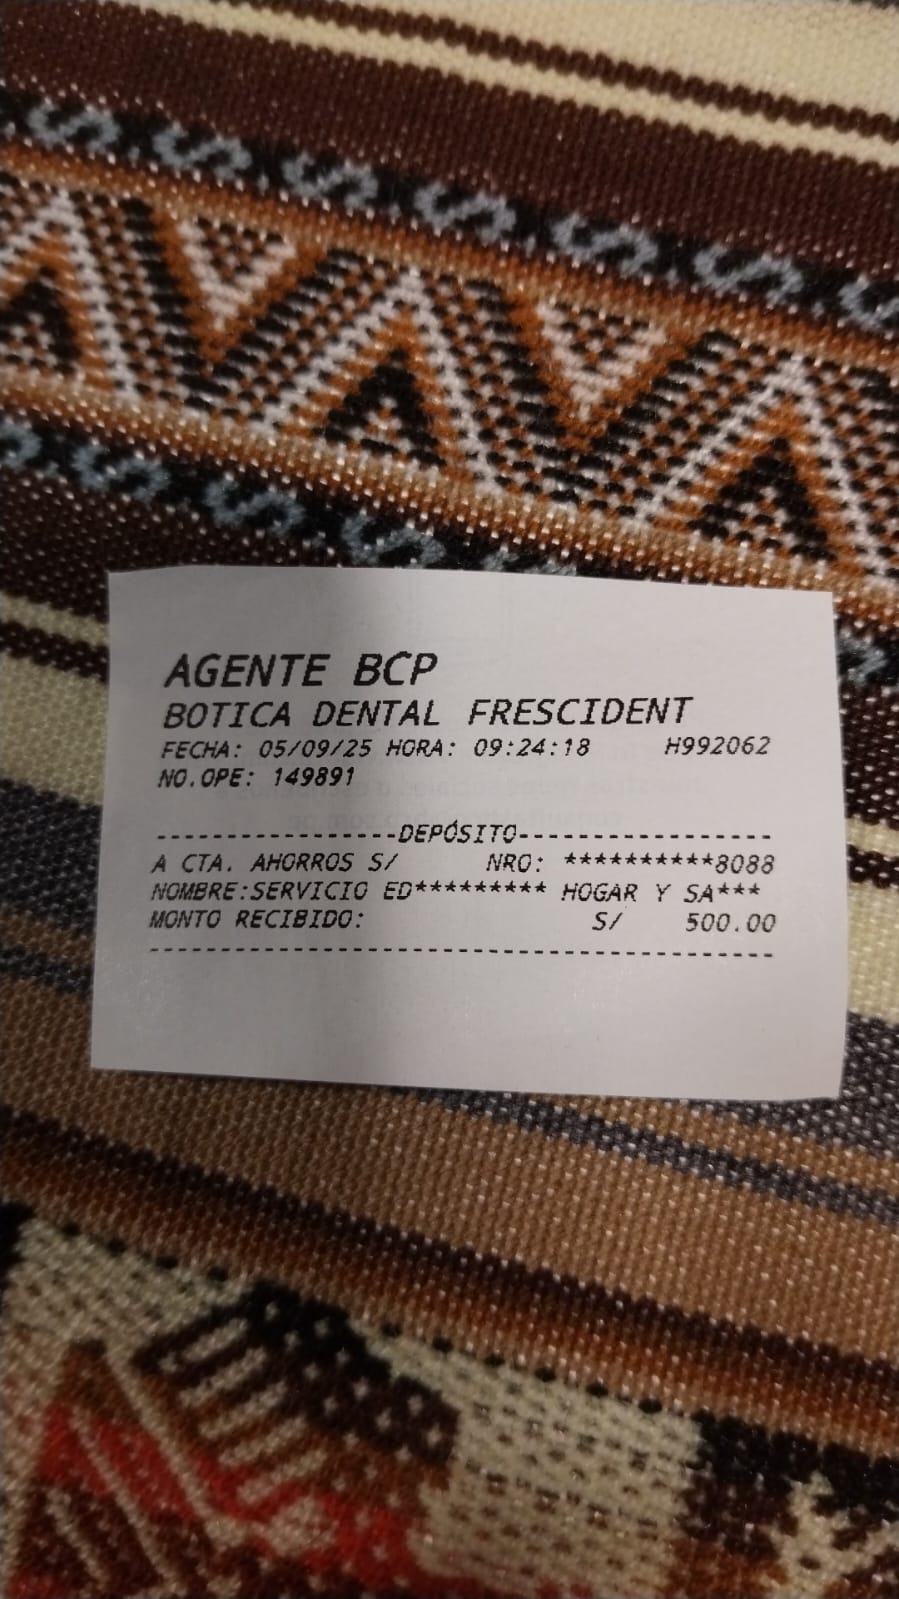 AGENTE BCP
BOTICA DENTAL FRESCIDENT
FECHA: 05/09/25 HORA: 09:24:18 H992062
NO.OPE: 149891
-----------------DEPÓSITO------------------
A CTA. AHORROS S/ NRO: **********8088
NOMBRE:SERVICIO ED********* HOGAR Y SA***
MONTO RECIBIDO: S/ 500.00
--------------------------------------------